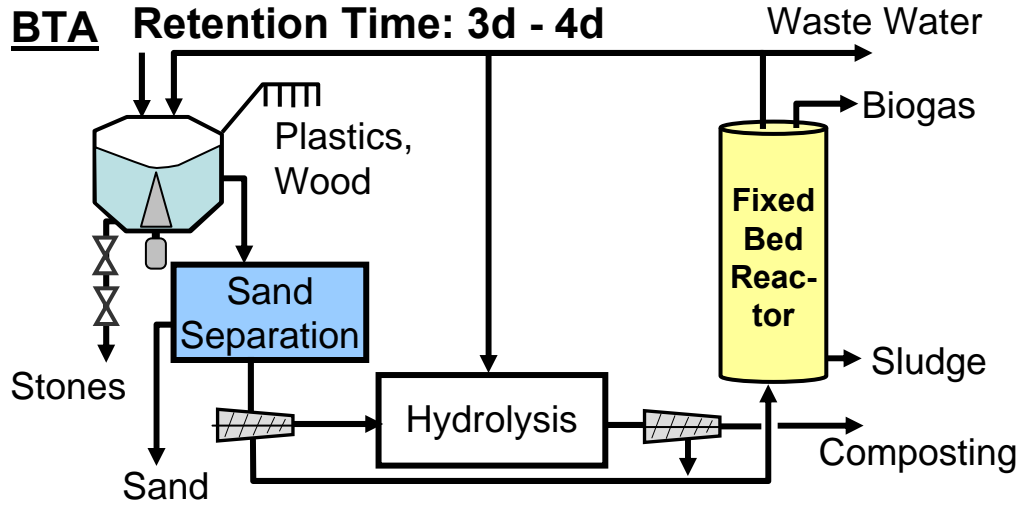 BTA Retention Time: 3d - 4d
Waste Water
Biogas
Plastics,
Wood
Fixed
Bed
Reac-
tor
Sand
Separation
Sludge
Stones
Hydrolysis
Composting
Sand